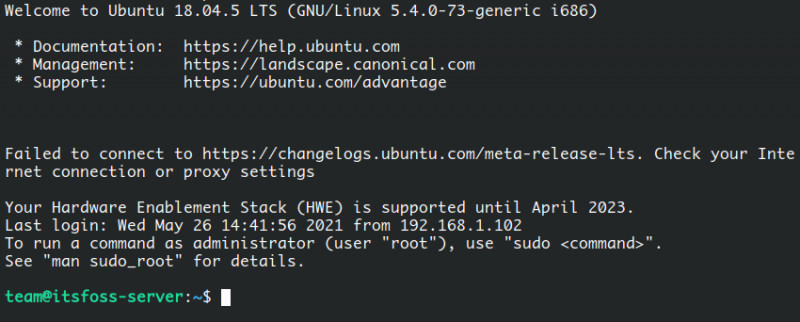 Welcome to Ubuntu 18.04.5 LTS (GNU/Linux 5.4.0-73-generic i686)
* Documentation:  https://help.ubuntu.com
* Management:     https://landscape.canonical.com
* Support:        https://ubuntu.com/advantage
Failed to connect to https://changelogs.ubuntu.com/meta-release-lts. Check your Inte
rnet connection or proxy settings
Your Hardware Enablement Stack (HWE) is supported until April 2023.
Last login: Wed May 26 14:41:56 2021 from 192.168.1.102
To run a command as administrator (user "root"), use "sudo <command>".
See "man sudo_root" for details.
team@itsfoss-server:~$